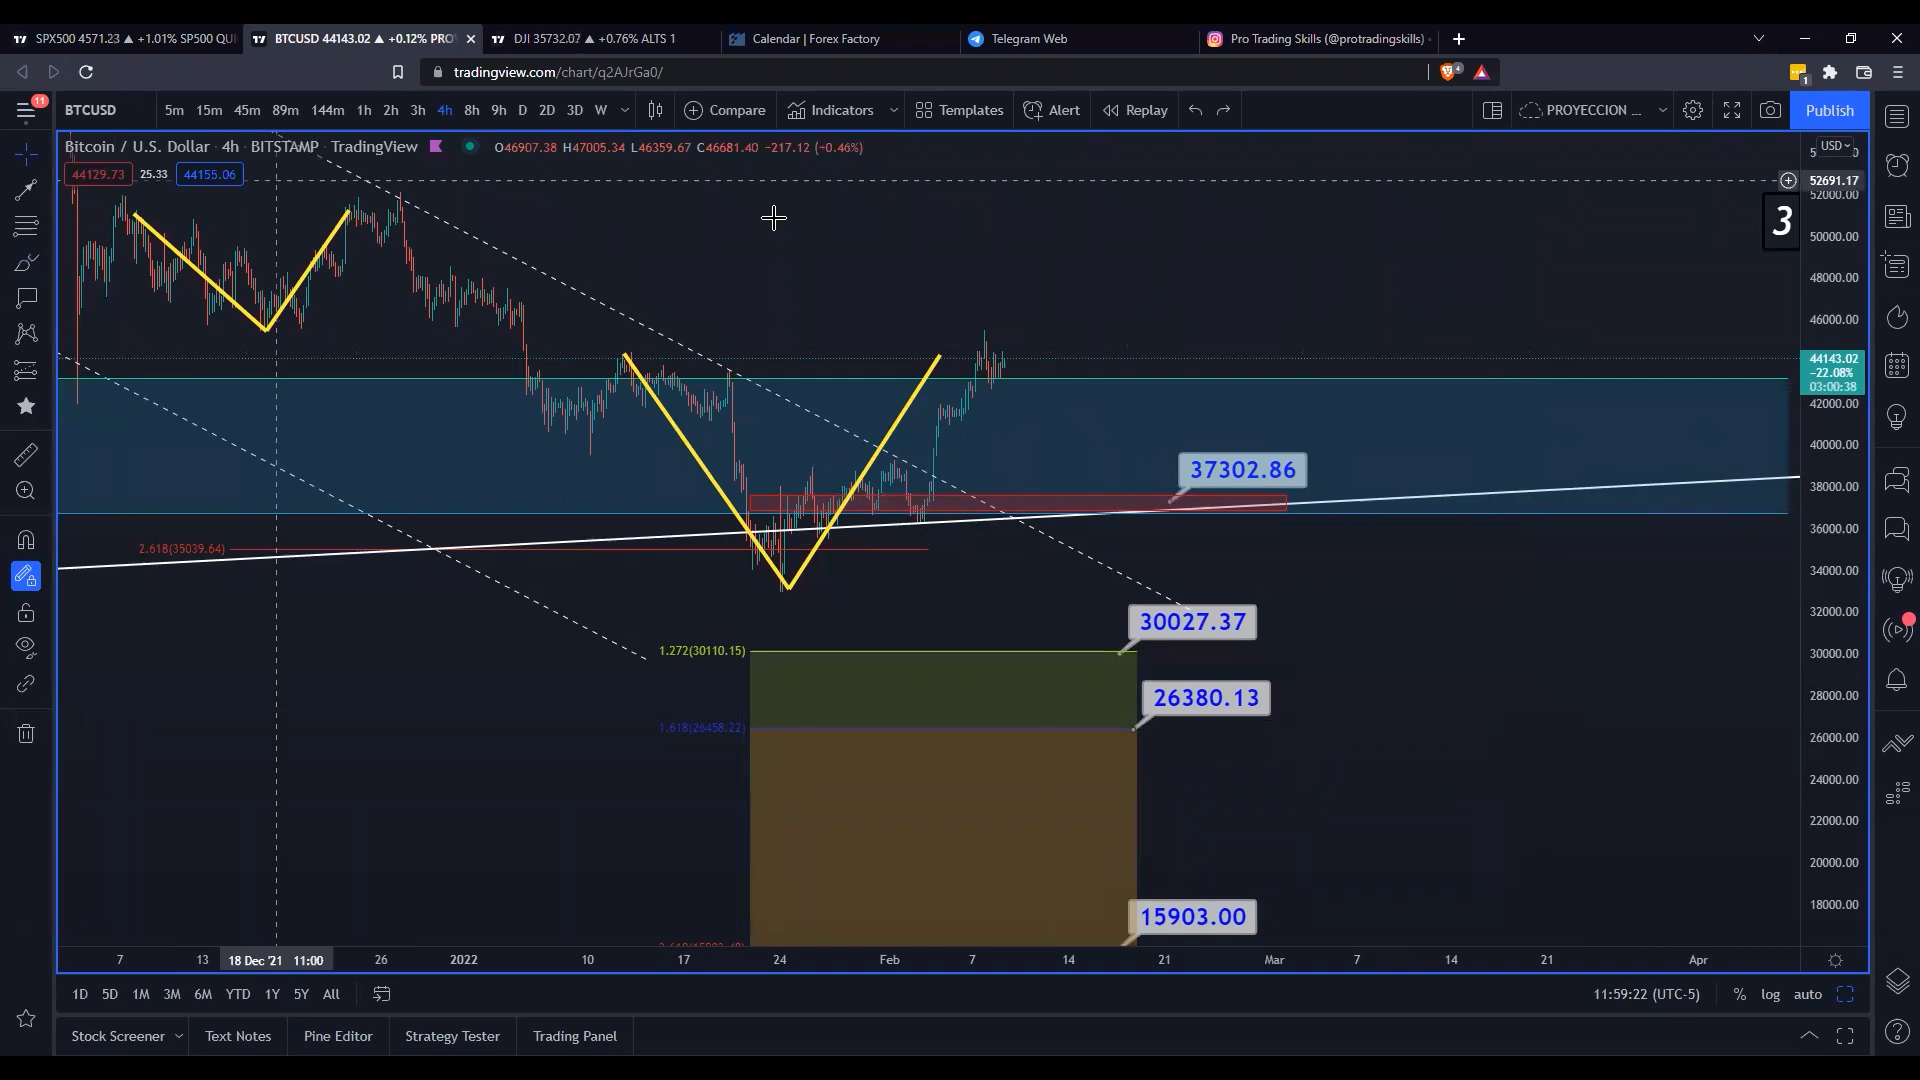 SPX500 4571.23 ▲ +1.01% SP500 QU
BTCUSD 44143.02 ▲ +0.12% PRO
DJI 35732.07 ▲ +0.76% ALTS 1
Calendar | Forex Factory
Telegram Web
Pro Trading Skills (@protradingskills)
tradingview.com/chart/q2AJrGa0/
4
1
11
BTCUSD 5m 15m 45m 89m 144m 1h 2h 3h 4h 8h 9h D 2D 3D W
Compare
Indicators
Templates
Alert
Replay
PROYECCION ...
Publish
Bitcoin / U.S. Dollar · 4h · BITSTAMP · TradingView
O46907.38 H47005.34 L46359.67 C46681.40 −217.12 (−0.46%)
USD
44129.73 25.33 44155.06
52691.17
52000.00
3
50000.00
48000.00
46000.00
44143.02
−22.08%
03:00:38
42000.00
40000.00
37302.86
38000.00
36000.00
2.618(35039.64)
34000.00
32000.00
30027.37
1.272(30110.15)
30000.00
28000.00
26380.13
1.618(26458.22)
26000.00
24000.00
22000.00
20000.00
18000.00
15903.00
7 13 18 Dec '21 11:00 26 2022 10 17 24 Feb 7 14 21 Mar 7 14 21 Apr
1D 5D 1M 3M 6M YTD 1Y 5Y All
11:59:22 (UTC-5) % log auto
Stock Screener
Text Notes
Pine Editor
Strategy Tester
Trading Panel